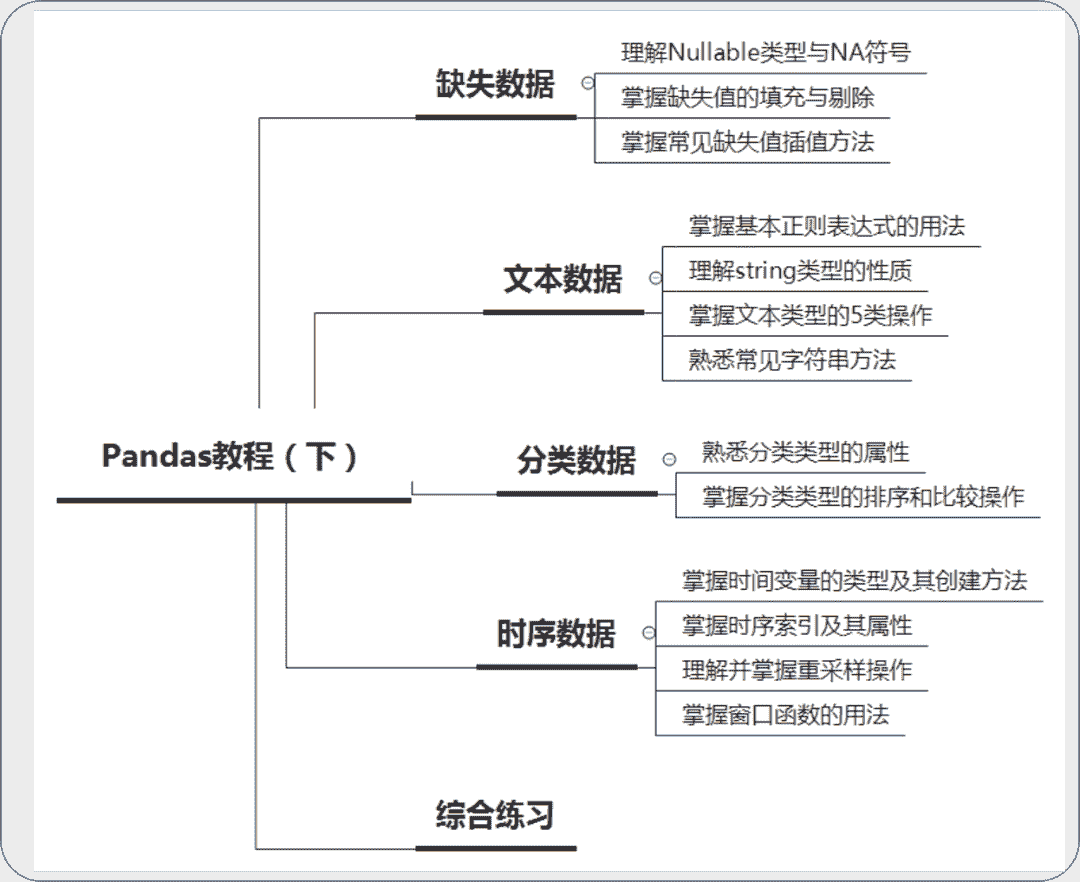 缺失数据
理解Nullable类型与NA符号
掌握缺失值的填充与剔除
掌握常见缺失值插值方法
文本数据
掌握基本正则表达式的用法
理解string类型的性质
掌握文本类型的5类操作
熟悉常见字符串方法
Pandas教程（下）
分类数据
熟悉分类类型的属性
掌握分类类型的排序和比较操作
时序数据
掌握时间变量的类型及其创建方法
掌握时序索引及其属性
理解并掌握重采样操作
掌握窗口函数的用法
综合练习